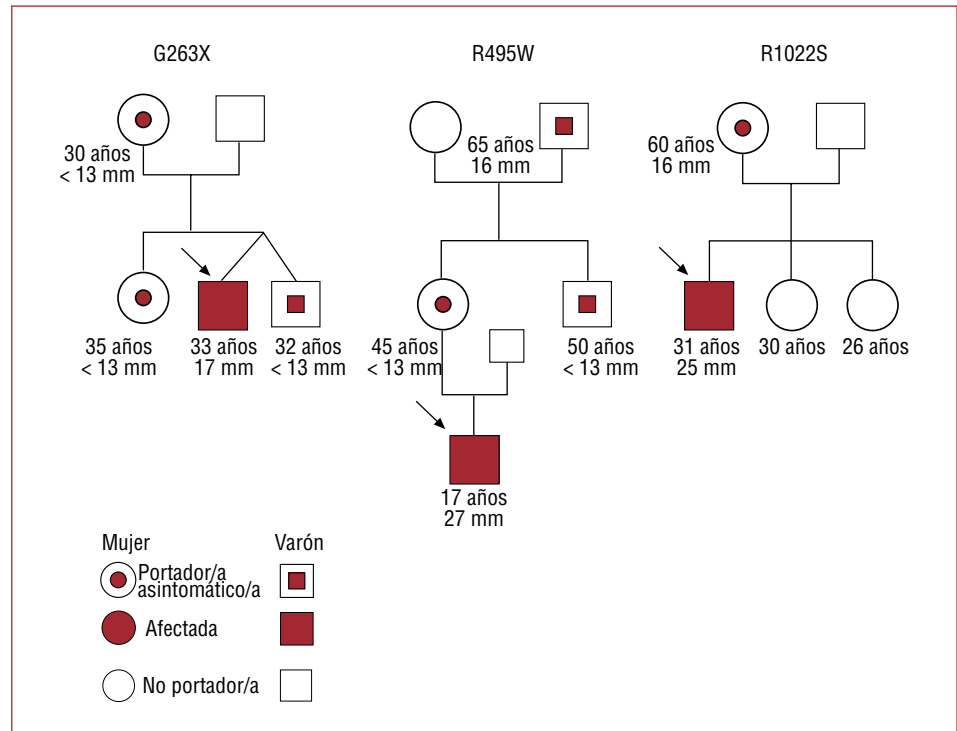 G263X
30 años
< 13 mm
35 años
< 13 mm
33 años
17 mm
32 años
< 13 mm
R495W
65 años
16 mm
45 años
< 13 mm
50 años
< 13 mm
17 años
27 mm
R1022S
60 años
16 mm
31 años
25 mm
30 años
26 años
Mujer
Varón
Portador/a
asintomático/a
Afectada
No portador/a